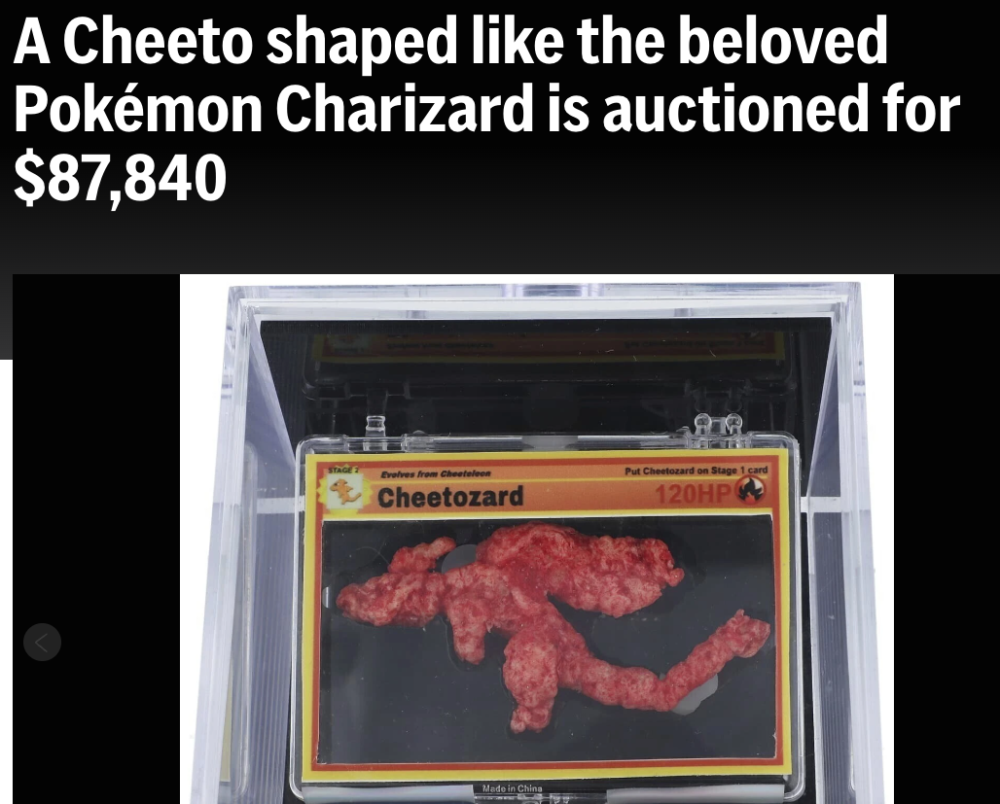 A Cheeto shaped like the beloved
Pokémon Charizard is auctioned for
$87,840
STAGE 2
Evolves from Cheetoleon
Put Cheetozard on Stage 1 card
Cheetozard
120HP
Made in China